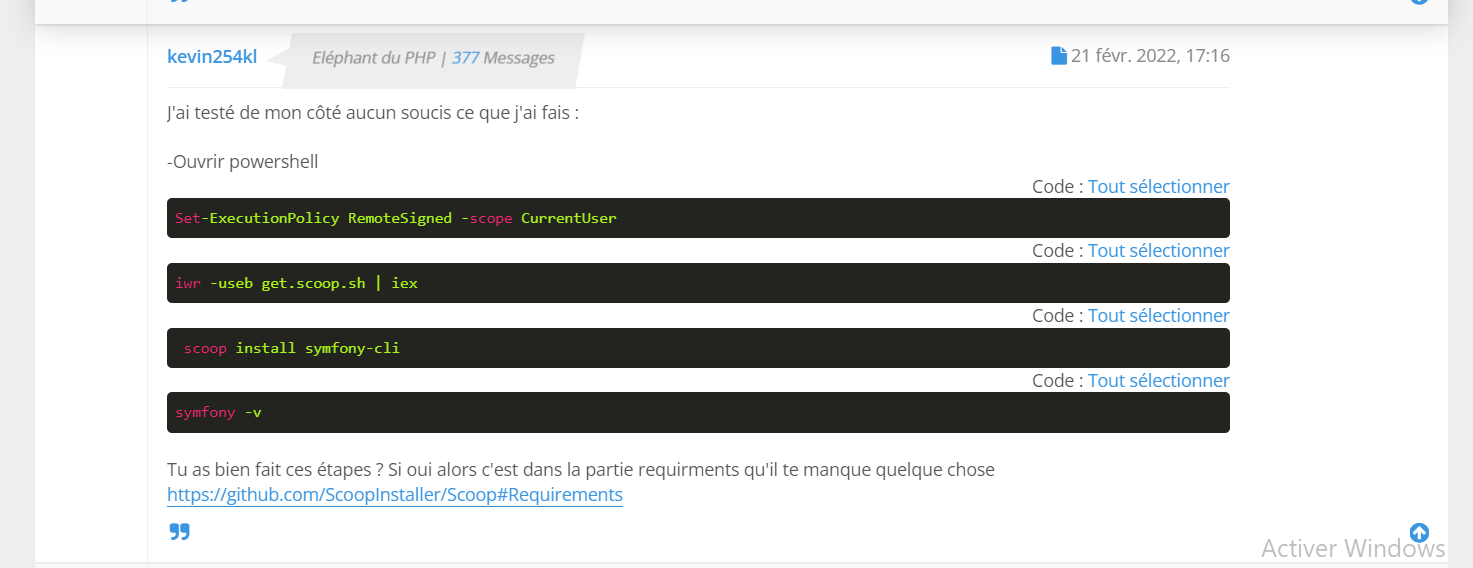 kevin254kl
Eléphant du PHP | 377 Messages
21 févr. 2022, 17:16
J'ai testé de mon côté aucun soucis ce que j'ai fais :
-Ouvrir powershell
Code : Tout sélectionner
Set-ExecutionPolicy RemoteSigned -scope CurrentUser
Code : Tout sélectionner
iwr -useb get.scoop.sh | iex
Code : Tout sélectionner
scoop install symfony-cli
Code : Tout sélectionner
symfony -v
Tu as bien fait ces étapes ? Si oui alors c'est dans la partie requirments qu'il te manque quelque chose
https://github.com/ScoopInstaller/Scoop#Requirements
Activer Windows